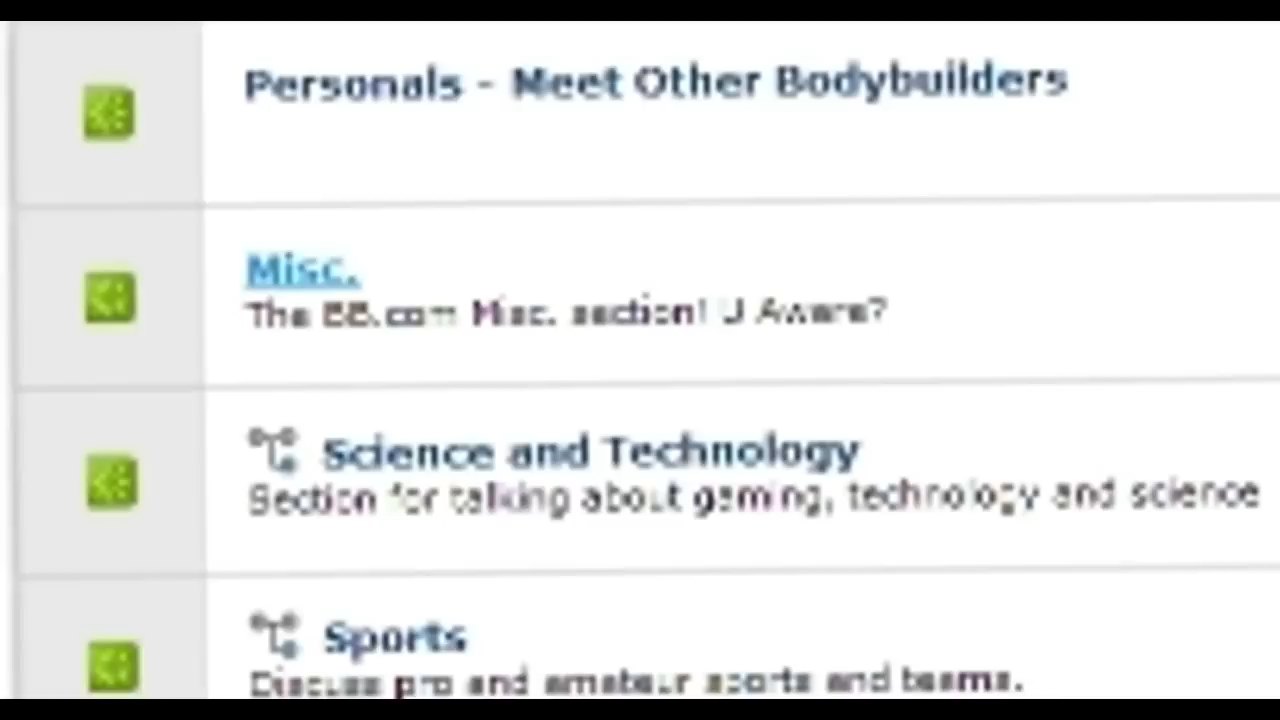 Personals - Meet Other Bodybuilders
Misc.
The BB.com Misc. section! U Aware?
Science and Technology
Section for talking about gaming, technology and science
Sports
Discuss pro and amateur sports and teams.